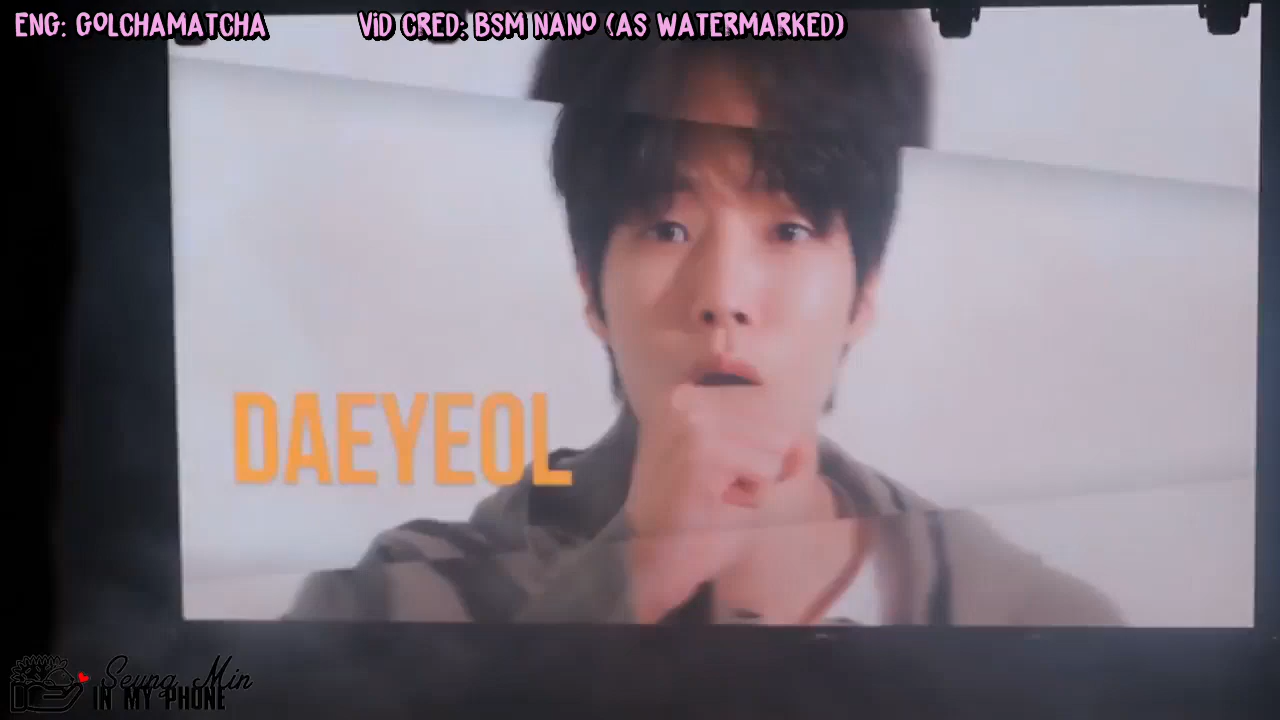 ENG: GOLCHAMATCHA
VID CRED: BSM NANO (AS WATERMARKED)
DAEYEOL
Seung Min
IN MY PHONE